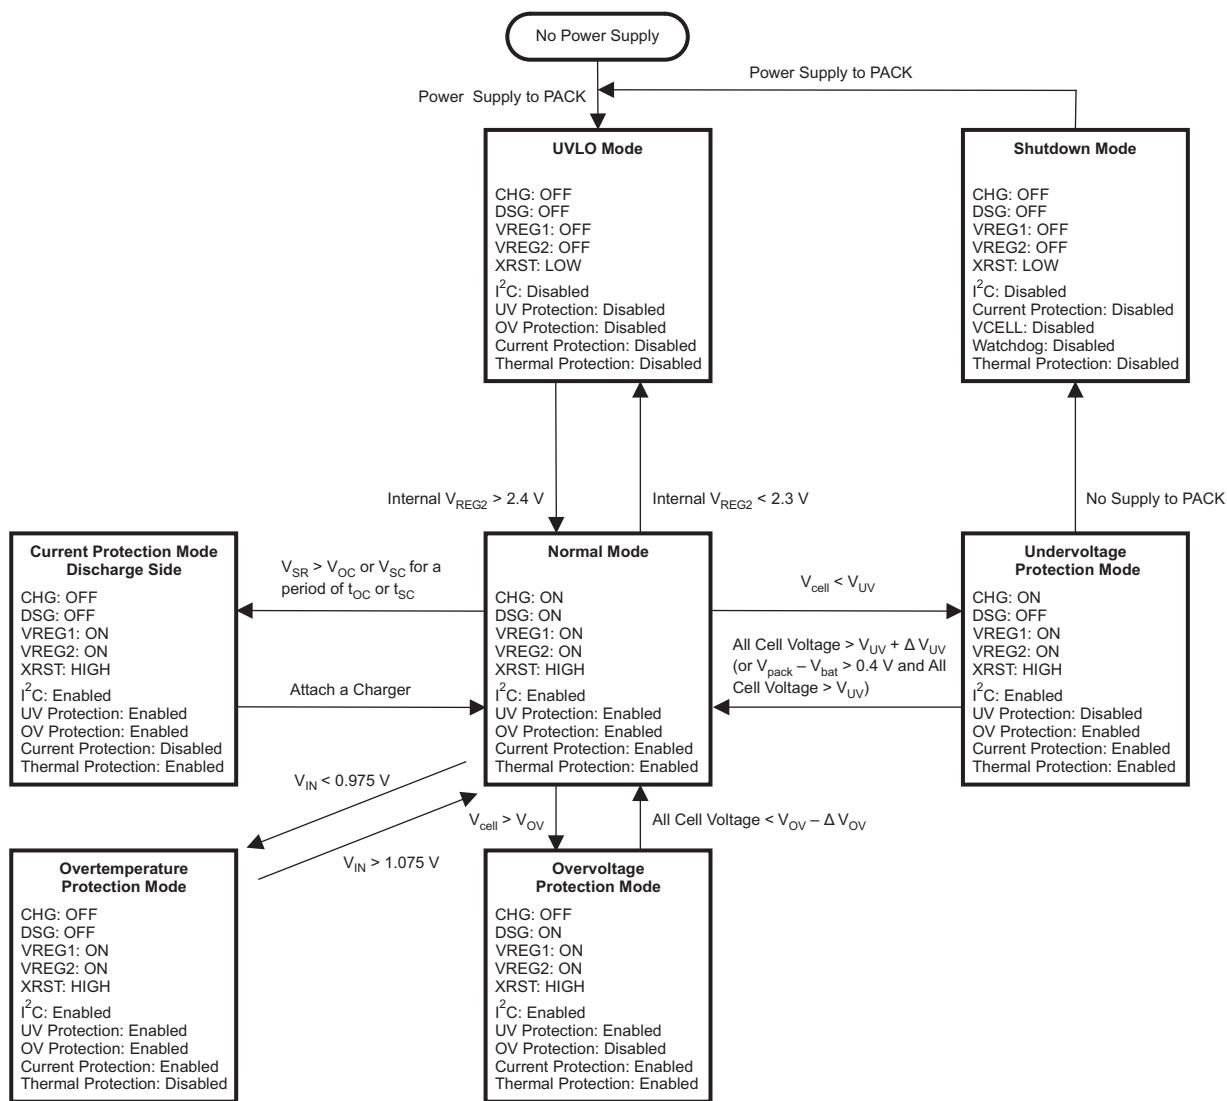 No Power Supply
Power Supply to PACK
Power Supply to PACK
UVLO Mode
CHG: OFF
DSG: OFF
VREG1: OFF
VREG2: OFF
XRST: LOW
I²C: Disabled
UV Protection: Disabled
OV Protection: Disabled
Current Protection: Disabled
Thermal Protection: Disabled
Shutdown Mode
CHG: OFF
DSG: OFF
VREG1: OFF
VREG2: OFF
XRST: LOW
I²C: Disabled
Current Protection: Disabled
VCELL: Disabled
Watchdog: Disabled
Thermal Protection: Disabled
Internal VREG2 > 2.4 V
Internal VREG2 < 2.3 V
No Supply to PACK
Current Protection Mode
Discharge Side
CHG: OFF
DSG: OFF
VREG1: ON
VREG2: ON
XRST: HIGH
I²C: Enabled
UV Protection: Enabled
OV Protection: Enabled
Current Protection: Disabled
Thermal Protection: Enabled
VSR > VOC or VSC for a
period of tOC or tSC
Attach a Charger
Normal Mode
CHG: ON
DSG: ON
VREG1: ON
VREG2: ON
XRST: HIGH
I²C: Enabled
UV Protection: Enabled
OV Protection: Enabled
Current Protection: Enabled
Thermal Protection: Enabled
Vcell < VUV
All Cell Voltage > VUV + Δ VUV
(or Vpack – Vbat > 0.4 V and All
Cell Voltage > VUV)
Undervoltage
Protection Mode
CHG: ON
DSG: OFF
VREG1: ON
VREG2: ON
XRST: HIGH
I²C: Enabled
UV Protection: Disabled
OV Protection: Enabled
Current Protection: Enabled
Thermal Protection: Enabled
VIN < 0.975 V
VIN > 1.075 V
Vcell > VOV
All Cell Voltage < VOV – Δ VOV
Overtemperature
Protection Mode
CHG: OFF
DSG: OFF
VREG1: ON
VREG2: ON
XRST: HIGH
I²C: Enabled
UV Protection: Enabled
OV Protection: Enabled
Current Protection: Enabled
Thermal Protection: Disabled
Overvoltage
Protection Mode
CHG: OFF
DSG: ON
VREG1: ON
VREG2: ON
XRST: HIGH
I²C: Enabled
UV Protection: Enabled
OV Protection: Disabled
Current Protection: Enabled
Thermal Protection: Enabled